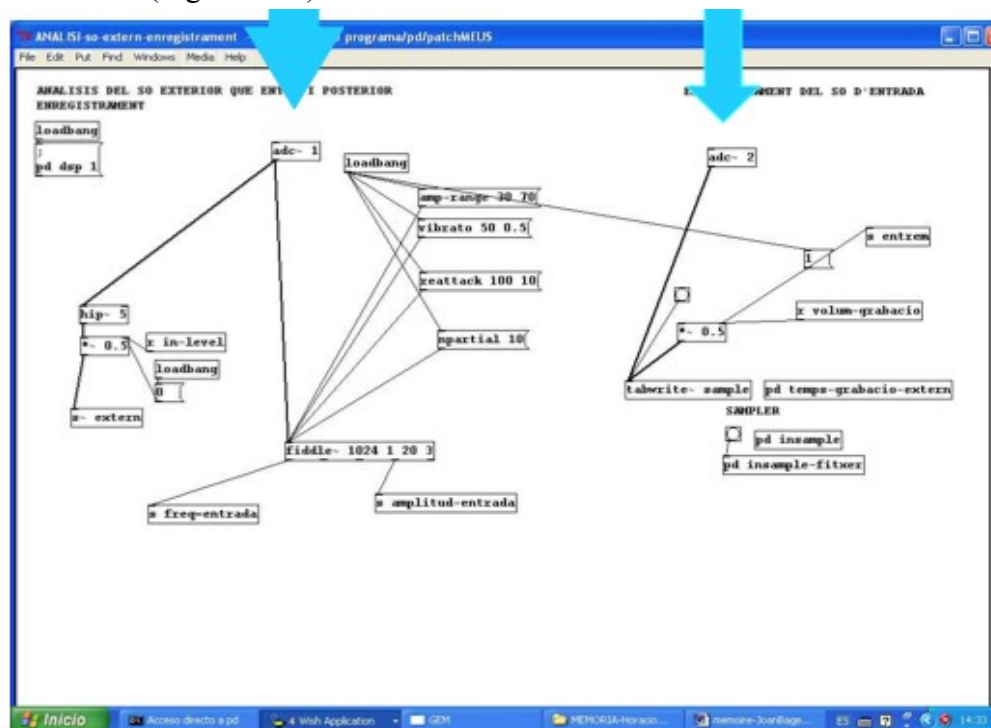 ANALISI-so-extern-enregistrament - programa/pd/patchMEUS
File Edit Put Find Windows Media Help
ANALISIS DEL SO EXTERIOR QUE I POSTERIOR
ENREGISTRAMENT
DEL SO D'ENTRADA
loadbang
;
pd dsp 1
adc~ 1
loadbang
adc~ 2
amp-range 30 70
vibrato 50 0.5
s entrem
1
reattack 100 10
hip~ 5
r volum-grabacio
*~ 0.5
r in-level
npartial 10
*~ 0.5
loadbang
0
tabwrite~ sample
pd temps-grabacio-extern
s~ extern
SAMPLER
fiddle~ 1024 1 20 3
pd insample
pd insample-fitxer
s amplitud-entrada
s freq-entrada
Inicio
Acceso directo a pd
4 Wish Application
GEM
MEMORIA-Horacio...
memoire-JoanBage...
ES
14:33